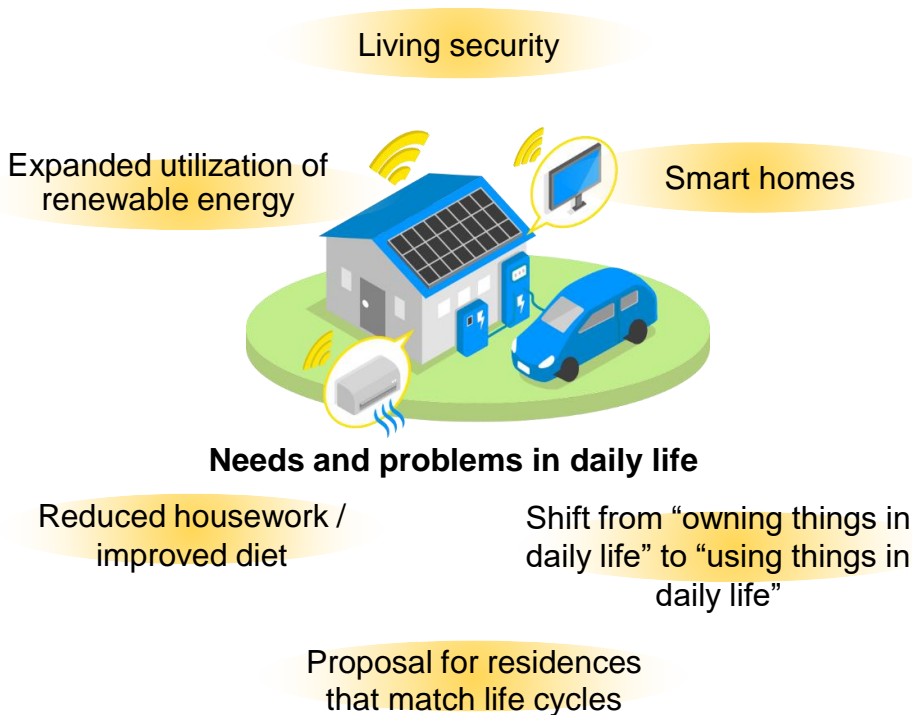 Living security
Expanded utilization of
renewable energy
Smart homes
Needs and problems in daily life
Reduced housework /
improved diet
Shift from “owning things in
daily life” to “using things in
daily life”
Proposal for residences
that match life cycles